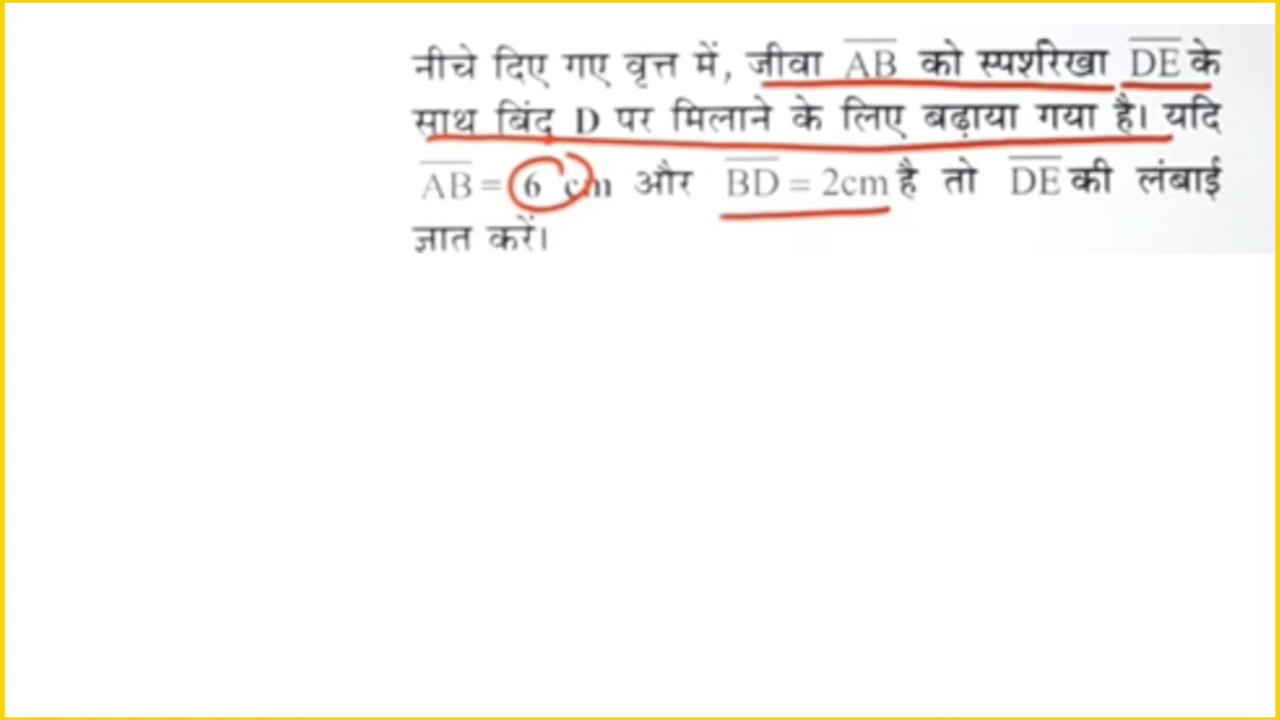 नीचे दिए गए वृत्त में, जीवा AB को स्पर्शरेखा DE के
साथ बिंदु D पर मिलाने के लिए बढ़ाया गया है। यदि
AB = 6 cm और BD = 2cm है तो DE की लंबाई
ज्ञात करें।